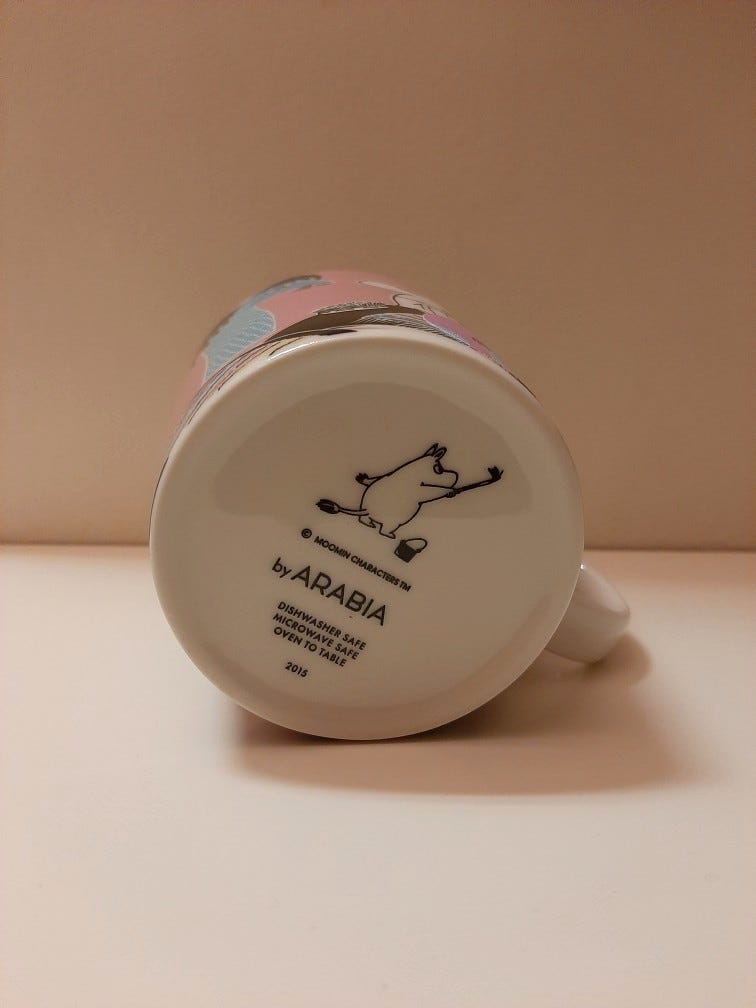 © MOOMIN CHARACTERS™
by ARABIA
DISHWASHER SAFE
MICROWAVE SAFE
OVEN TO TABLE
2015